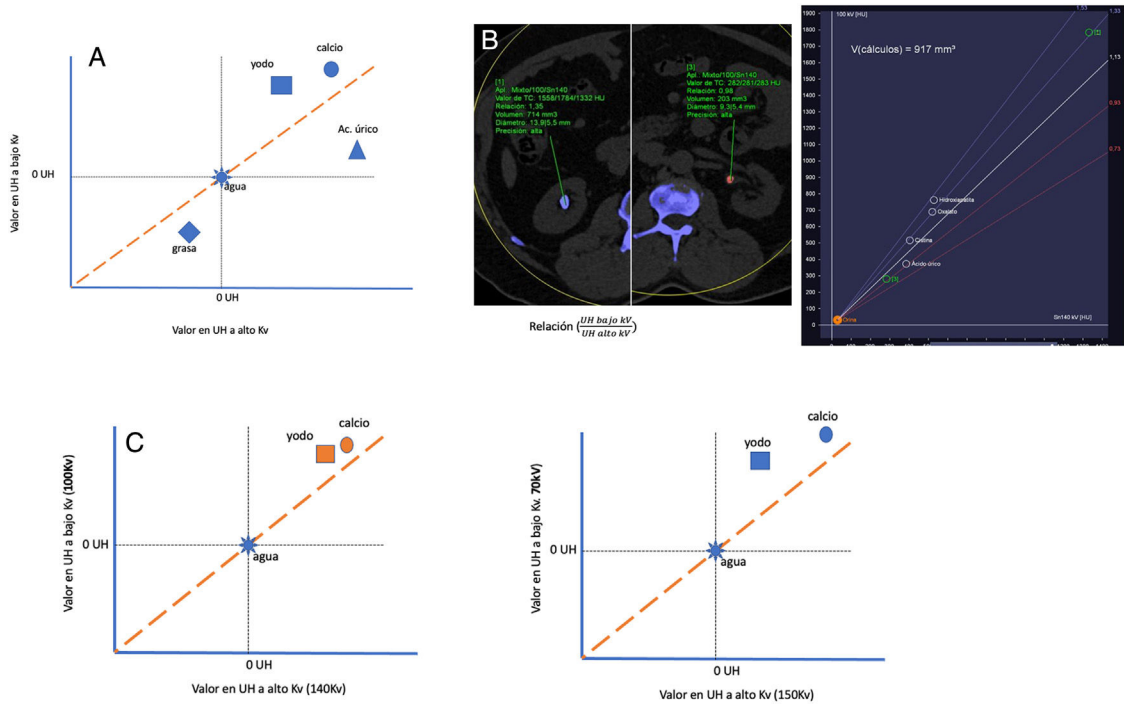 A
calcio
yodo
Ac. úrico
0 UH
água
grasa
0 UH
Valor en UH a bajo Kv
Valor en UH a alto Kv
B
[1]
Apl.: Mixto/100/Sn140
Valor de TC: 1558/1784/1332 HU
Relación: 1,35
Volumen: 714 mm3
Diámetro: 13,9|5,5 mm
Precisión: alta
[3]
Apl.: Mixto/100/Sn140
Valor de TC: 282/281/283 HU
Relación: 0,98
Volumen: 203 mm3
Diámetro: 9,3|5,4 mm
Precisión: alta
Relación (UH bajo kV
UH alto kV)
1900
1800
1700
1600
1500
1400
1300
1200
1100
1000
900
800
700
600
500
400
300
200
100
0
100 kV [HU]
V(cálculos) = 917 mm³
1,53
1,33
[1]
1,13
0,93
0,73
Hidroxiapatita
Oxalato
Cistina
Ácido úrico
[3]
Orina
Sn140 kV [HU]
C
calcio
yodo
0 UH
agua
0 UH
Valor en UH a bajo Kv (100Kv)
Valor en UH a alto Kv (140Kv)
calcio
yodo
0 UH
agua
0 UH
Valor en UH a bajo Kv. 70kV)
Valor en UH a alto Kv (150Kv)